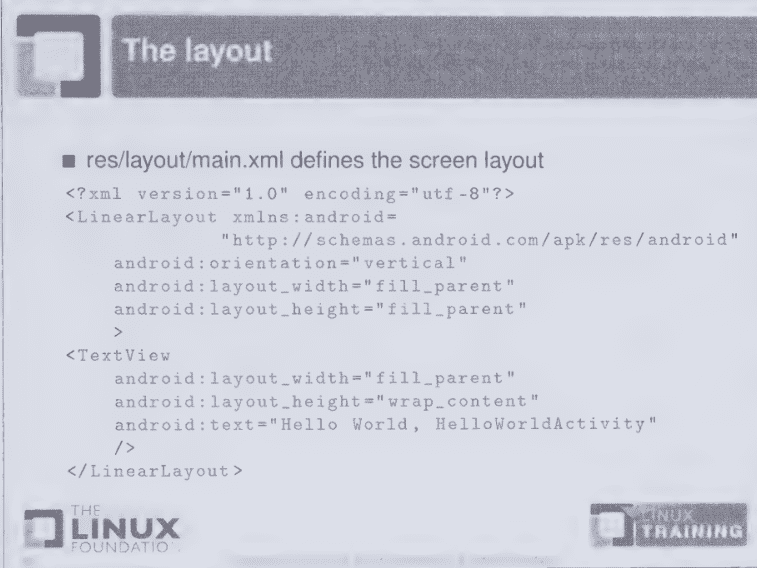 The layout
■ res/layout/main.xml defines the screen layout
<?xml version="1.0" encoding="utf-8"?>
<LinearLayout xmlns:android=
"http://schemas.android.com/apk/res/android"
android:orientation="vertical"
android:layout_width="fill_parent"
android:layout_height="fill_parent"
>
<TextView
android:layout_width="fill_parent"
android:layout_height="wrap_content"
android:text="Hello World, HelloWorldActivity"
/>
</LinearLayout>
THE
LINUX
FOUNDATION
LINUX
TRAINING